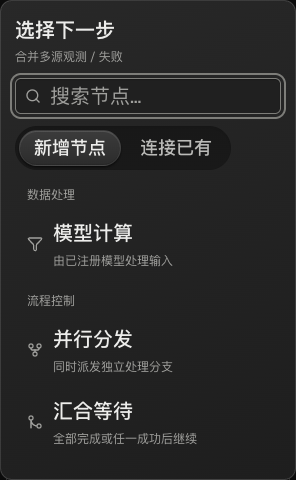 选择下一步
合并多源观测 / 失败
搜索节点…
新增节点
连接已有
数据处理
模型计算
由已注册模型处理输入
流程控制
并行分发
同时派发独立处理分支
汇合等待
全部完成或任一成功后继续